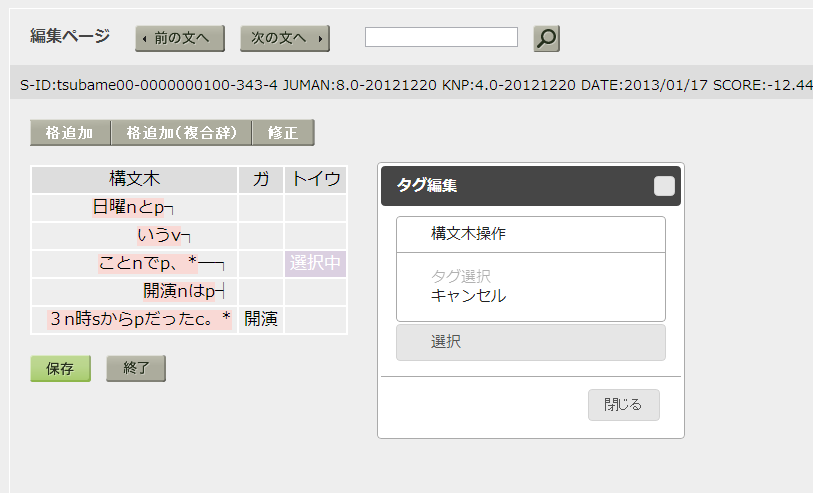 編集ページ 前の文へ 次の文へ
S-ID:tsubame00-0000000100-343-4 JUMAN:8.0-20121220 KNP:4.0-20121220 DATE:2013/01/17 SCORE:-12.44
格追加 格追加(複合辞) 修正
構文木 ガ トイウ
日曜nとp┐
いうv┐
ことnでp、*─┐ 選択中
開演nはp┤
３n時sからpだったc。* 開演
保存 終了
タグ編集
構文木操作
タグ選択
キャンセル
選択
閉じる